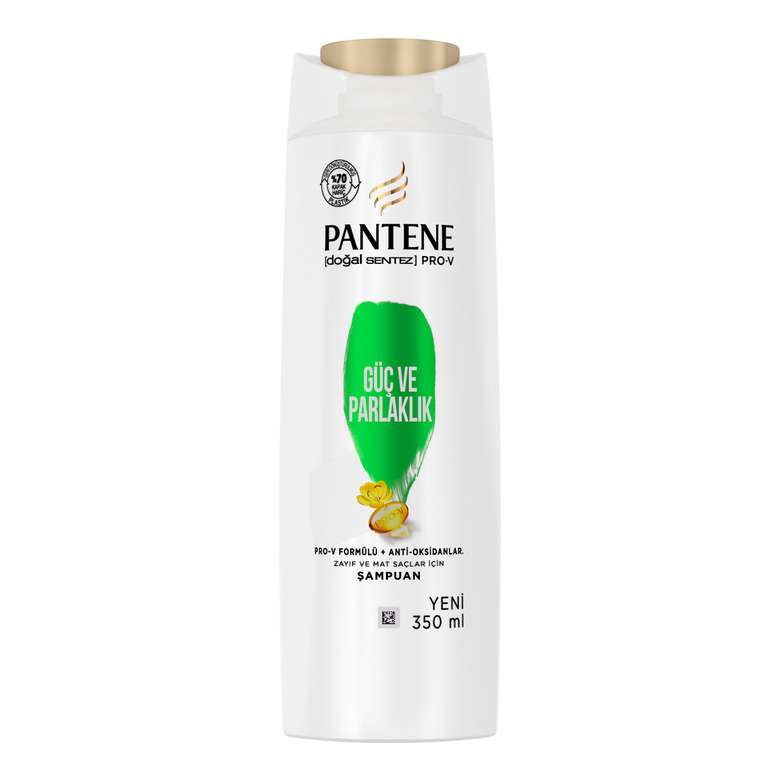 %70
KAPAK
HARİÇ
PLASTİK
PANTENE
[doğal SENTEZ] PRO-V
GÜÇ VE
PARLAKLIK
PRO-V FORMÜLÜ + ANTİ-OKSİDANLAR.
ZAYIF VE MAT SAÇLAR İÇİN
ŞAMPUAN
YENİ
350 ml